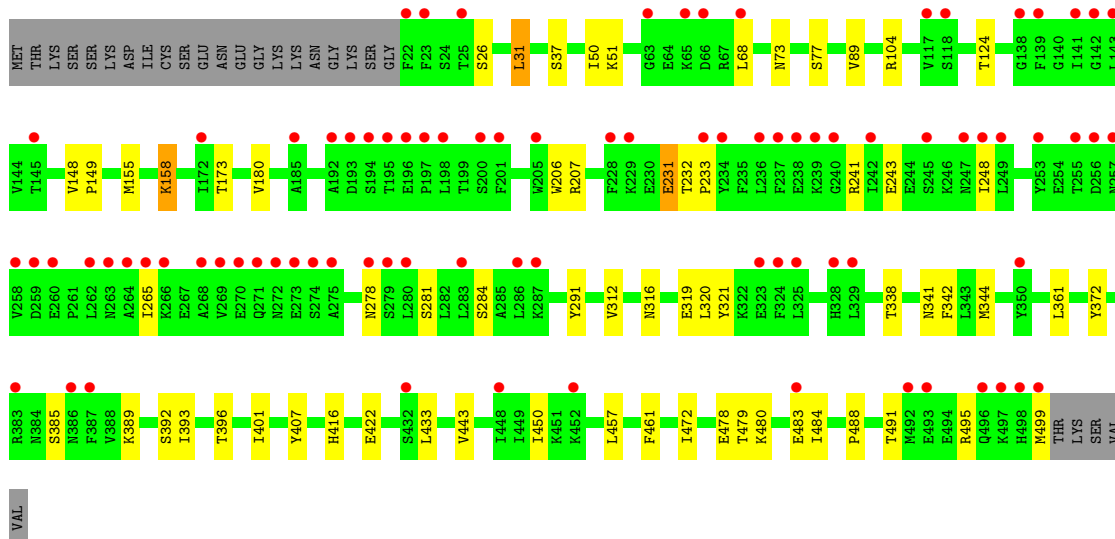 MET THR LYS SER SER LYS ASP ILE CYS SER GLU ASN GLU GLY LYS LYS ASN GLY LYS SER GLY F22 F23 S24 T25 S26 L31 S37 I50 K51 G63 E64 K65 D66 R67 L68 N73 S77 V89 R104 V117 S118 T124 G138 F139 G140 I141 G142 L143
V144 T145 V148 P149 M155 K158 I172 T173 V180 A185 A192 D193 S194 T195 E196 P197 L198 T199 S200 F201 W205 W206 R207 F228 K229 E230 E231 T232 P233 Y234 F235 L236 E237 E238 K239 G240 R241 I242 E243 E244 S245 K246 N247 I248 L249 Y253 E254 T255 D256 N257
V258 D259 E260 P261 L262 N263 A264 I265 K266 E267 A268 V269 E270 Q271 N272 E273 S274 A275 N278 S279 L280 S281 L282 L283 S284 A285 L286 K287 Y291 V312 N316 E319 L320 Y321 K322 E323 F324 L325 H328 L329 T338 N341 F342 L343 M344 Y350 L361 Y372
R383 N384 S385 N386 F387 V388 K389 S392 I393 T396 I401 Y407 H416 E422 S432 L433 V443 I448 I449 I450 K451 K452 L457 F461 I472 E478 T479 K480 E483 I484 P488 T491 M492 E493 E494 R495 Q496 K497 H498 M499 THR LYS SER VAL
VAL